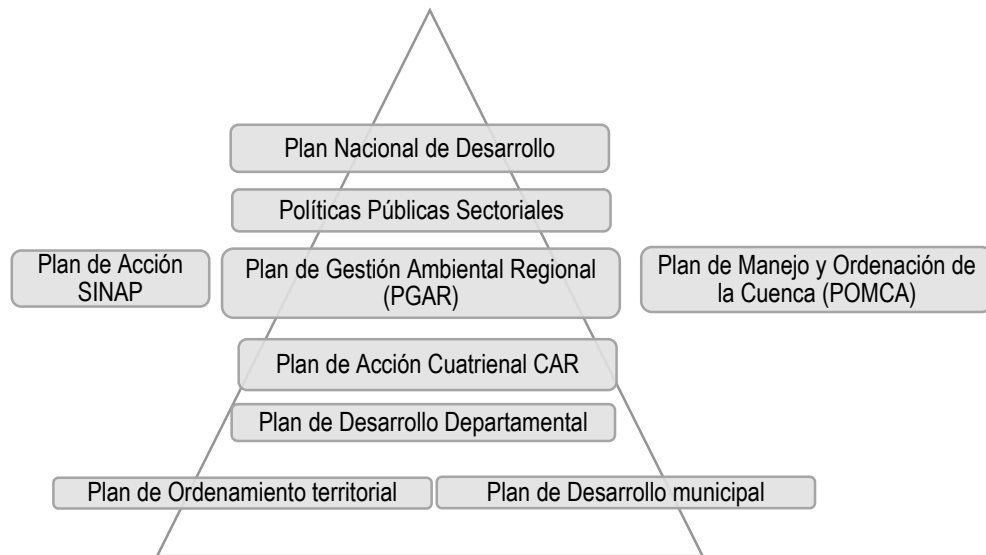 Plan Nacional de Desarrollo
Políticas Públicas Sectoriales
Plan de Acción
SINAP
Plan de Gestión Ambiental Regional
(PGAR)
Plan de Manejo y Ordenación de
la Cuenca (POMCA)
Plan de Acción Cuatrienal CAR
Plan de Desarrollo Departamental
Plan de Ordenamiento territorial
Plan de Desarrollo municipal